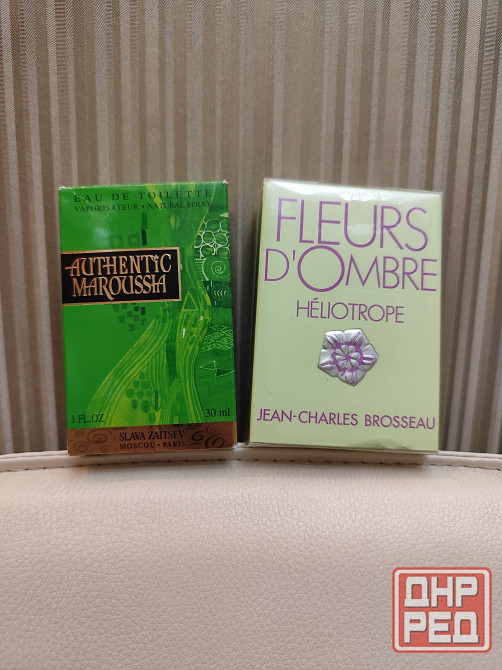 EAU DE TOILETTE
VAPORISATEUR • NATURAL SPRAY
AUTHENTIC
MAROUSSIA
1 FL.OZ
30 ml
SLAVA ZAITSEV
MOSCOU • PARIS
FLEURS
D'OMBRE
HÉLIOTROPE
JEAN-CHARLES BROSSEAU
ДНР
РЕД